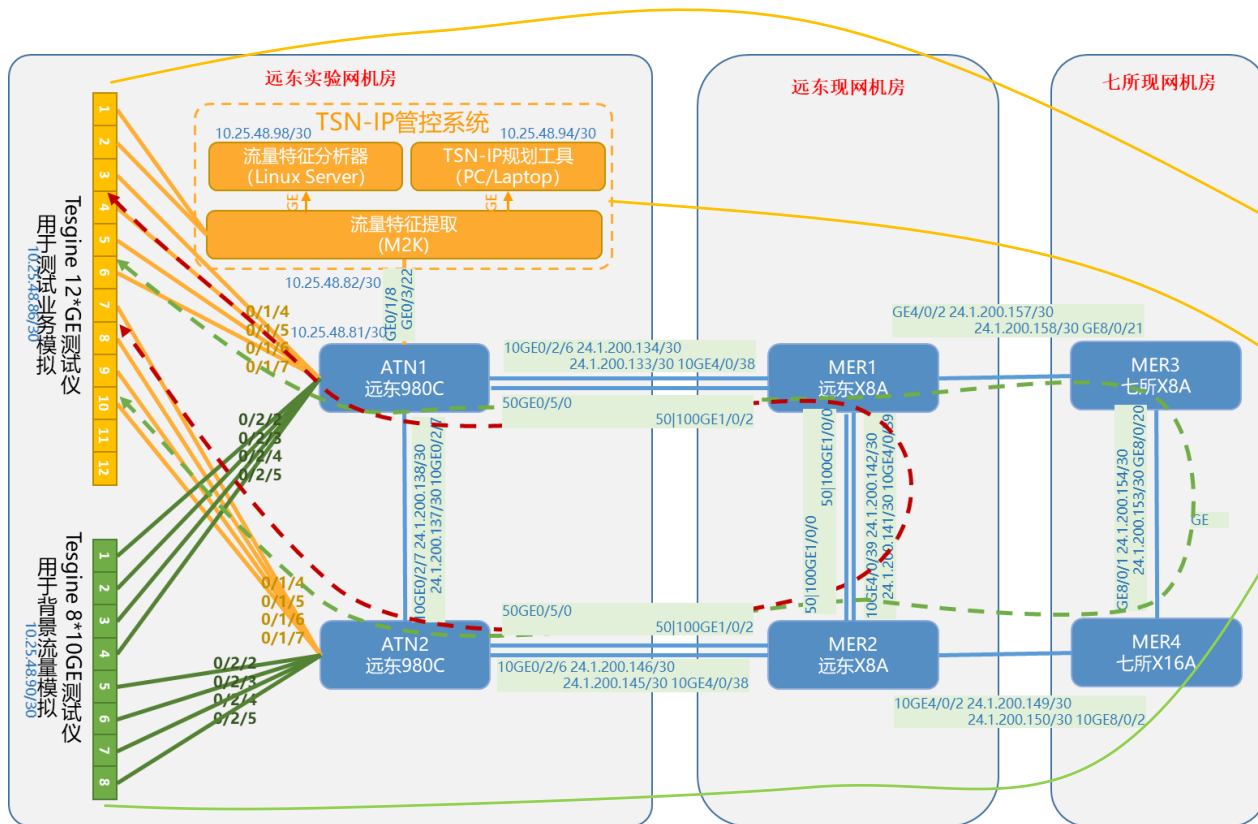 远东实验网机房
远东现网机房
七所现网机房
TSN-IP管控系统
10.25.48.98/30
10.25.48.94/30
流量特征分析器
(Linux Server)
TSN-IP规划工具
(PC/Laptop)
GE
GE
流量特征提取
(M2K)
1
2
3
4
5
6
7
8
9
10
11
12
Tesgine 12*GE测试仪
用于测试业务模拟
10.25.48.86/30
10.25.48.82/30
GE0/1/8
GE0/3/22
10.25.48.81/30
0/1/4
0/1/5
0/1/6
0/1/7
ATN1
远东980C
10GE0/2/6 24.1.200.134/30
24.1.200.133/30 10GE4/0/38
MER1
远东X8A
GE4/0/2 24.1.200.157/30
24.1.200.158/30 GE8/0/21
MER3
七所X8A
50GE0/5/0
50|100GE1/0/2
0/2/2
0/2/3
0/2/4
0/2/5
10GE0/2/7 24.1.200.138/30
24.1.200.137/30 10GE0/2/7
50|100GE1/0/0
50|100GE1/0/0
10GE4/0/39 24.1.200.142/30
24.1.200.141/30 10GE4/0/39
GE8/0/1 24.1.200.154/30
24.1.200.153/30 GE8/0/20
GE
1
2
3
4
5
6
7
8
Tesgine 8*10GE测试仪
用于背景流量模拟
10.25.48.90/30
0/1/4
0/1/5
0/1/6
0/1/7
50GE0/5/0
50|100GE1/0/2
ATN2
远东980C
MER2
远东X8A
MER4
七所X16A
0/2/2
0/2/3
0/2/4
0/2/5
10GE0/2/6 24.1.200.146/30
24.1.200.145/30 10GE4/0/38
10GE4/0/2 24.1.200.149/30
24.1.200.150/30 10GE8/0/2